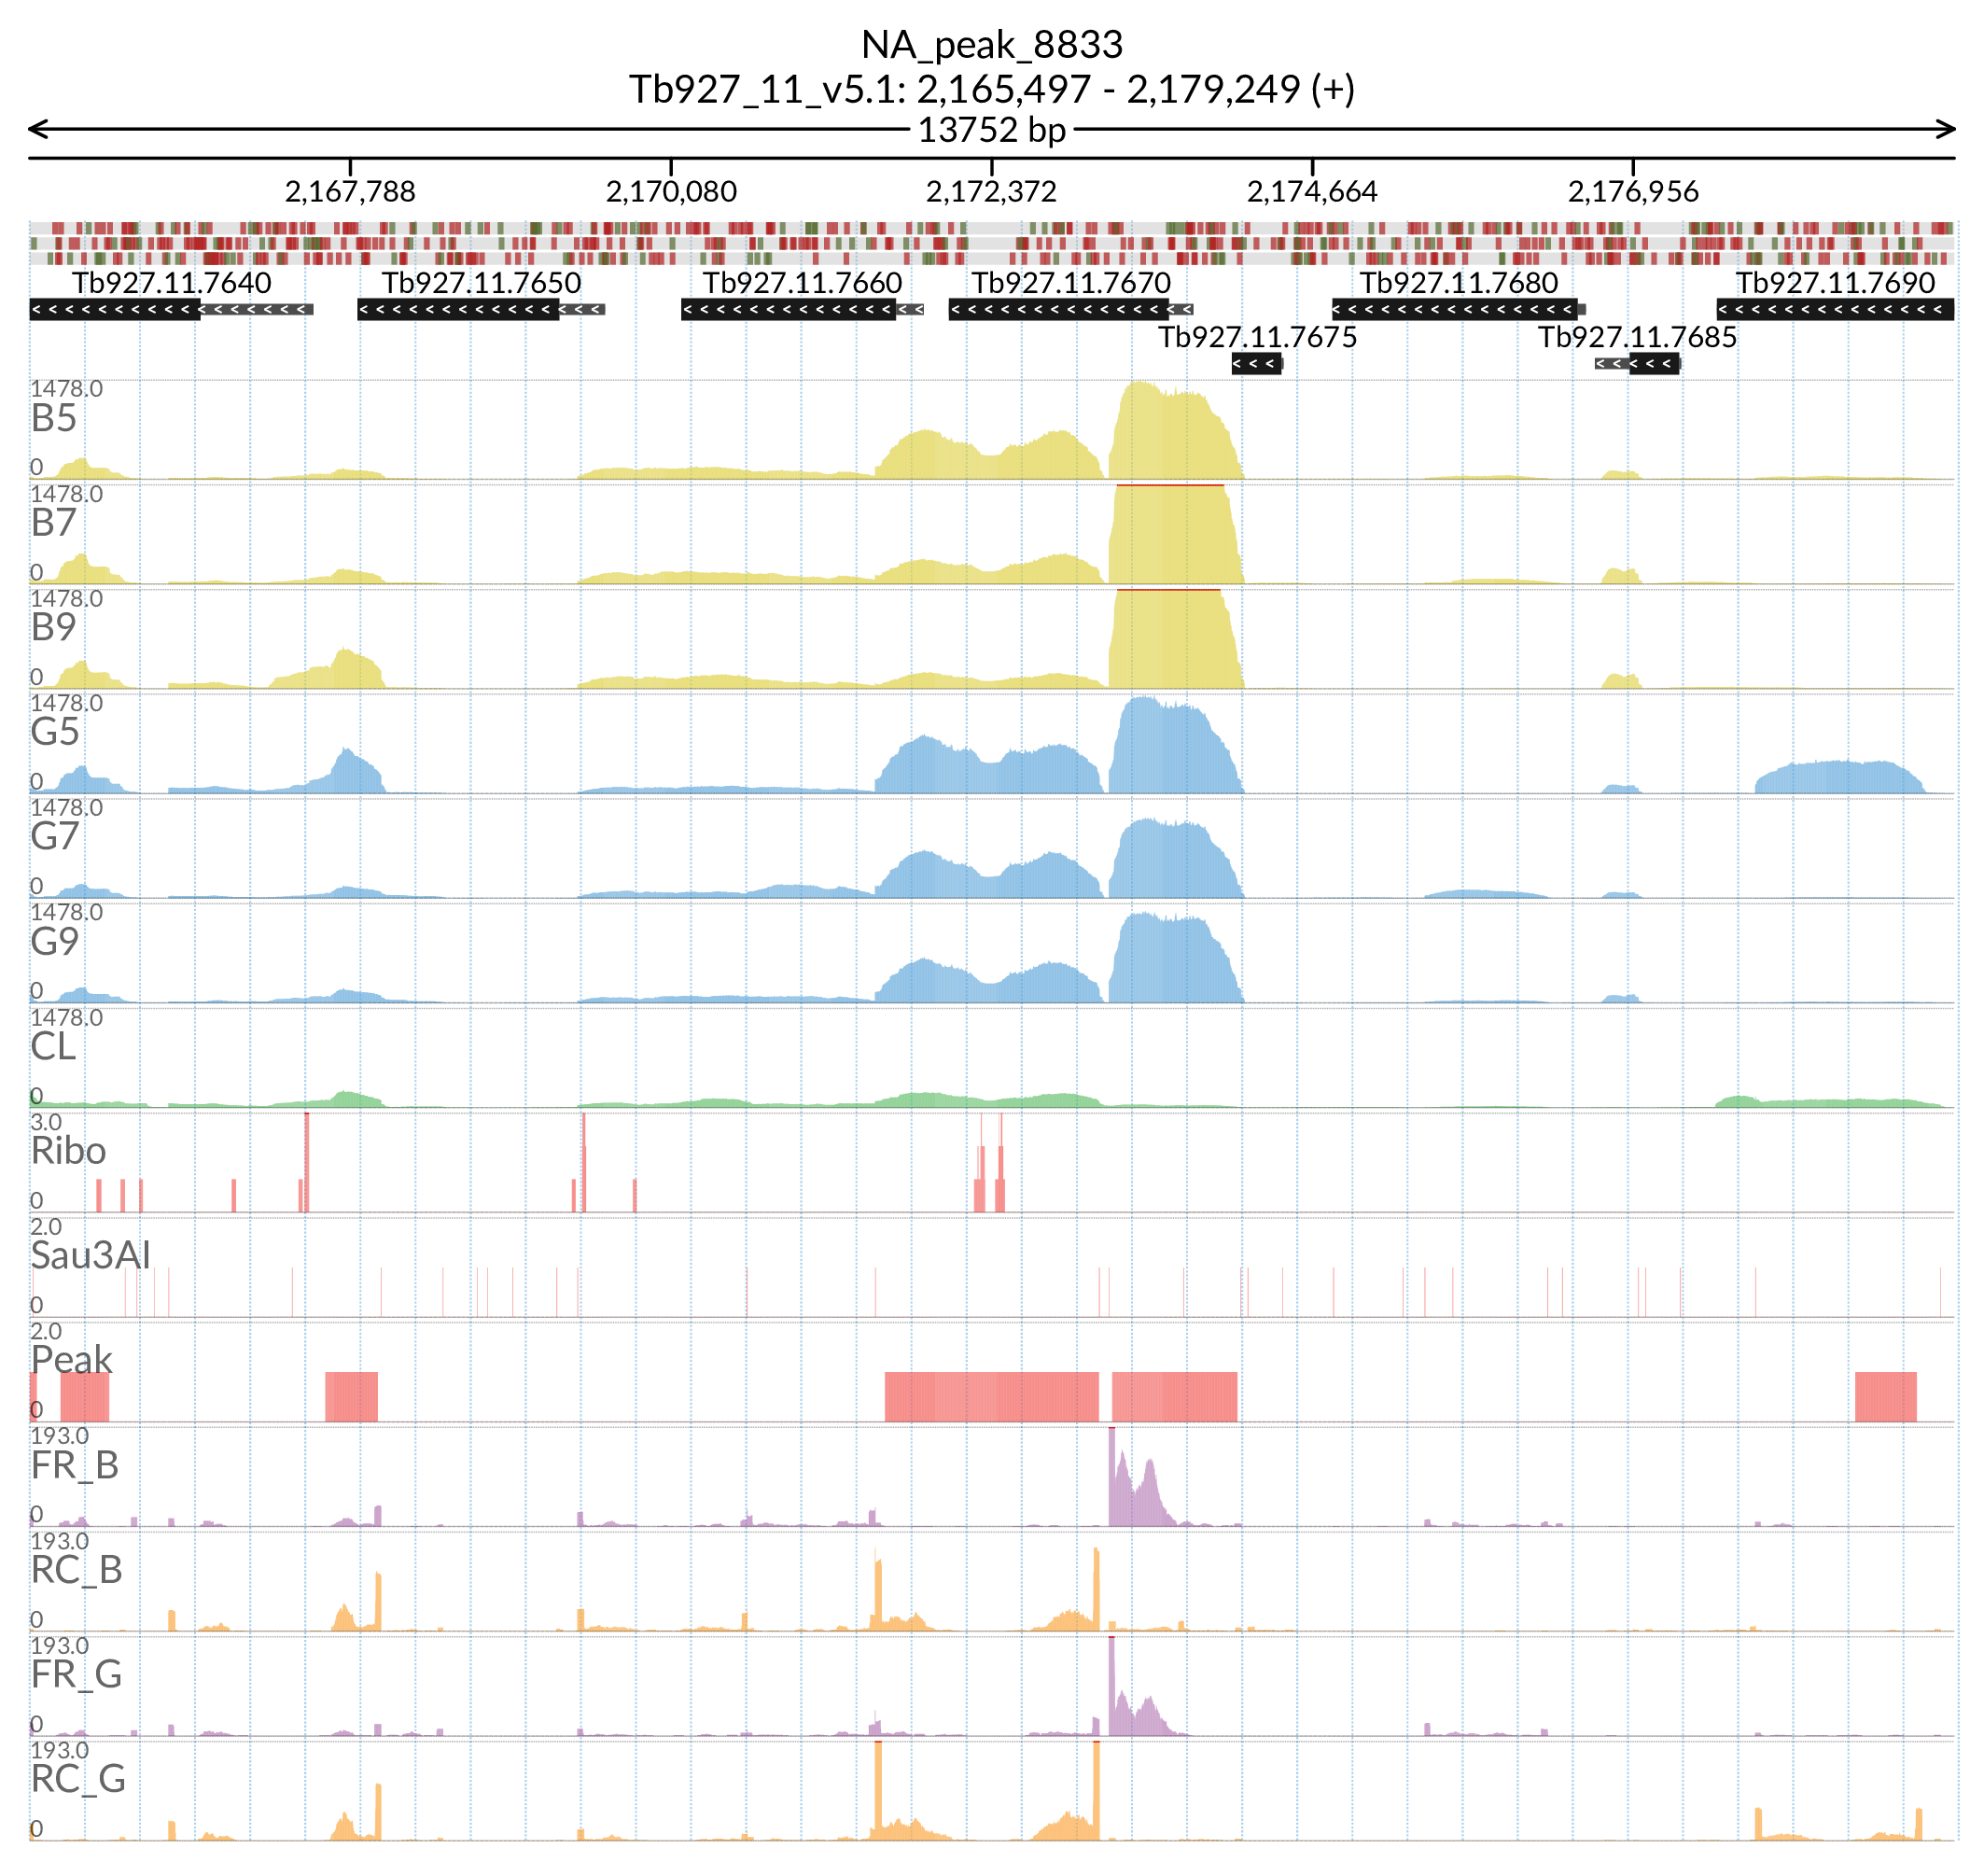 NA_peak_8833
Tb927_11_v5.1: 2,165,497 - 2,179,249 (+)
13752 bp
2,167,788 2,170,080 2,172,372 2,174,664 2,176,956
Tb927.11.7640 Tb927.11.7650 Tb927.11.7660 Tb927.11.7670 Tb927.11.7680 Tb927.11.7690
Tb927.11.7675 Tb927.11.7685
1478.0
B5
0
1478.0
B7
0
1478.0
B9
0
1478.0
G5
0
1478.0
G7
0
1478.0
G9
0
1478.0
CL
0
3.0
Ribo
0
2.0
Sau3AI
0
2.0
Peak
0
193.0
FR_B
0
193.0
RC_B
0
193.0
FR_G
0
193.0
RC_G
0